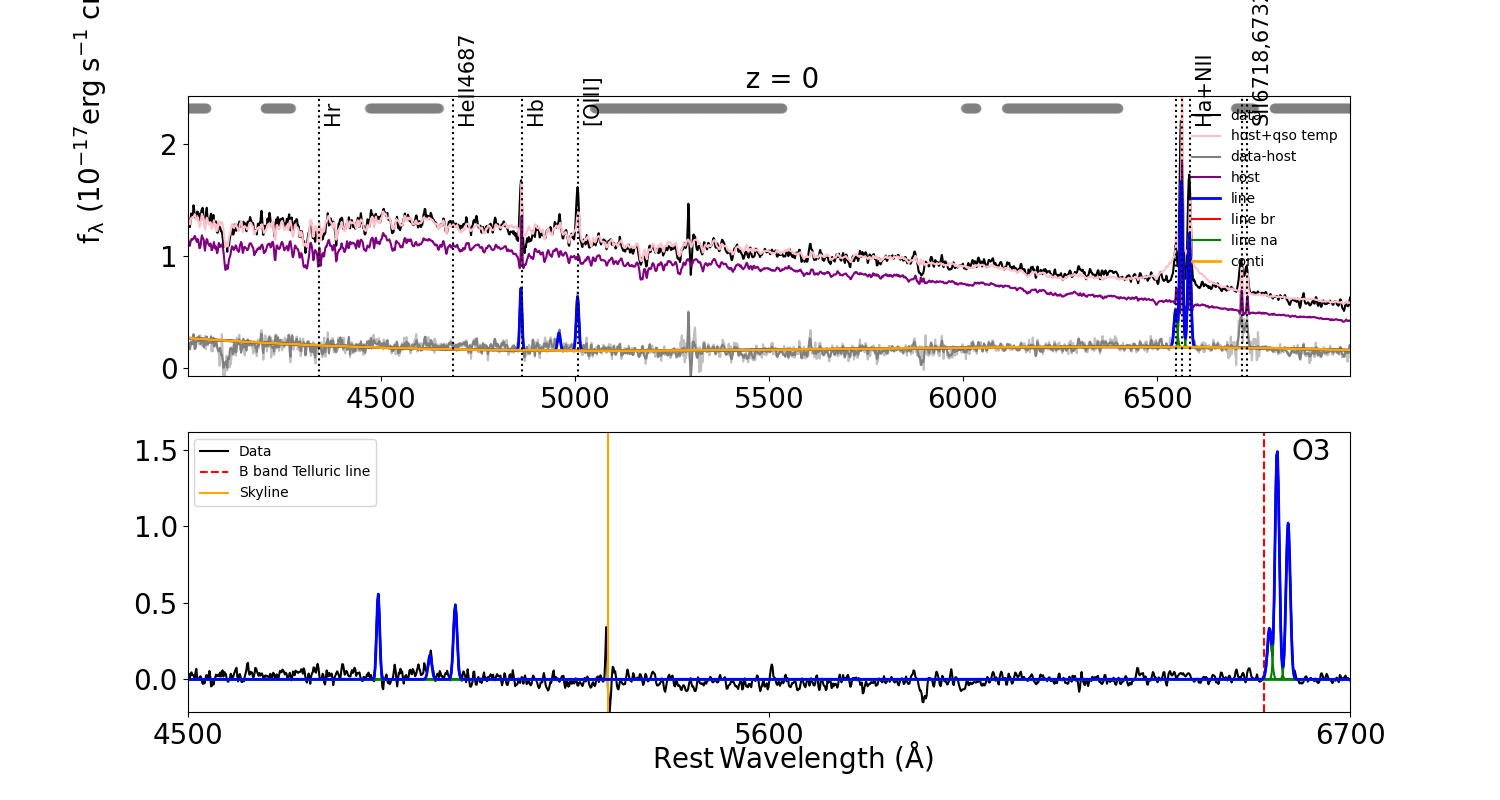 z = 0
f_λ (10^−17 erg s^−1 c
Hr
HeII4687
Hb
[OIII]
Ha+NII
SII6718,6732
data
host+qso temp
data-host
host
line
line br
line na
conti
2
1
0
4500 5000 5500 6000 6500
Data
B band Telluric line
Skyline
O3
1.5
1.0
0.5
0.0
4500 5600 6700
Rest Wavelength (Å)